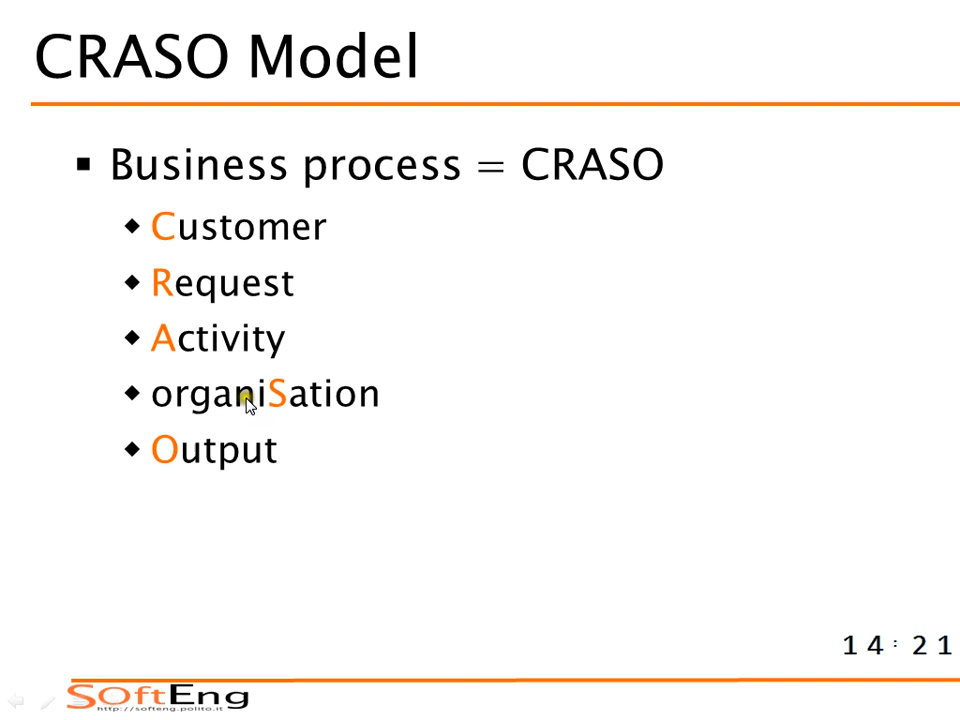 CRASO Model
Business process = CRASO
Customer
Request
Activity
organiSation
Output
14:21
SOftEng
http://softeng.polito.it